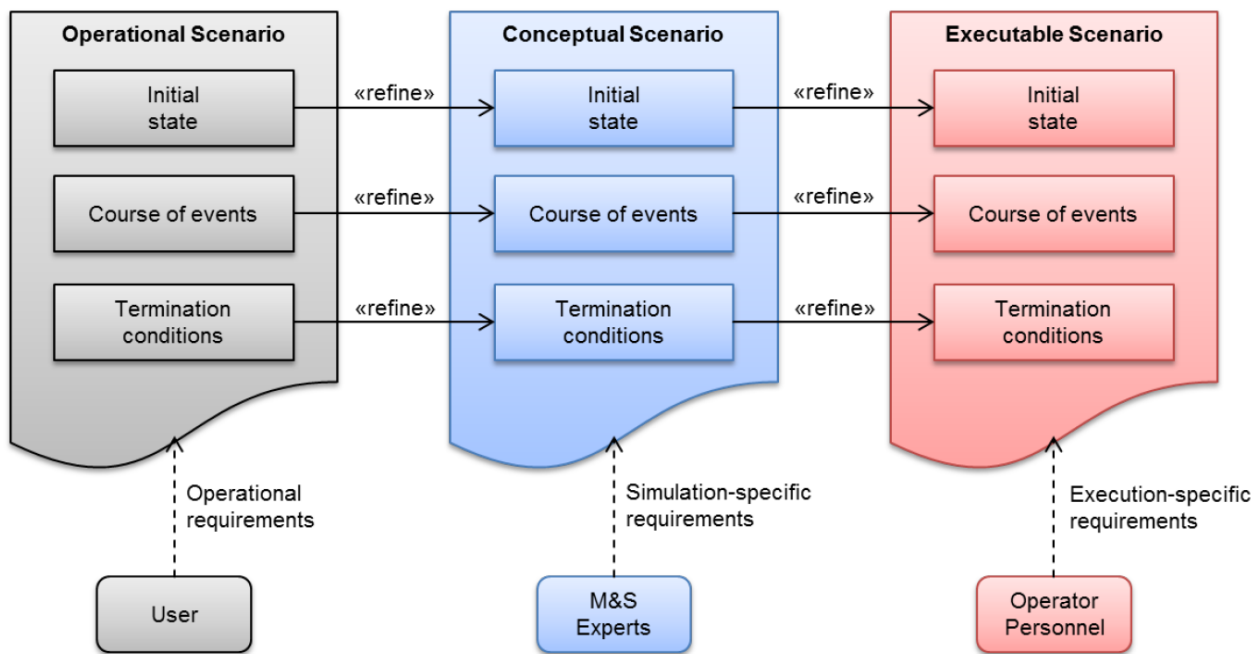 Operational Scenario
Conceptual Scenario
Executable Scenario
Initial
state
«refine»
Initial
state
«refine»
Initial
state
Course of events
«refine»
Course of events
«refine»
Course of events
Termination
conditions
«refine»
Termination
conditions
«refine»
Termination
conditions
Operational
requirements
Simulation-specific
requirements
Execution-specific
requirements
User
M&S
Experts
Operator
Personnel